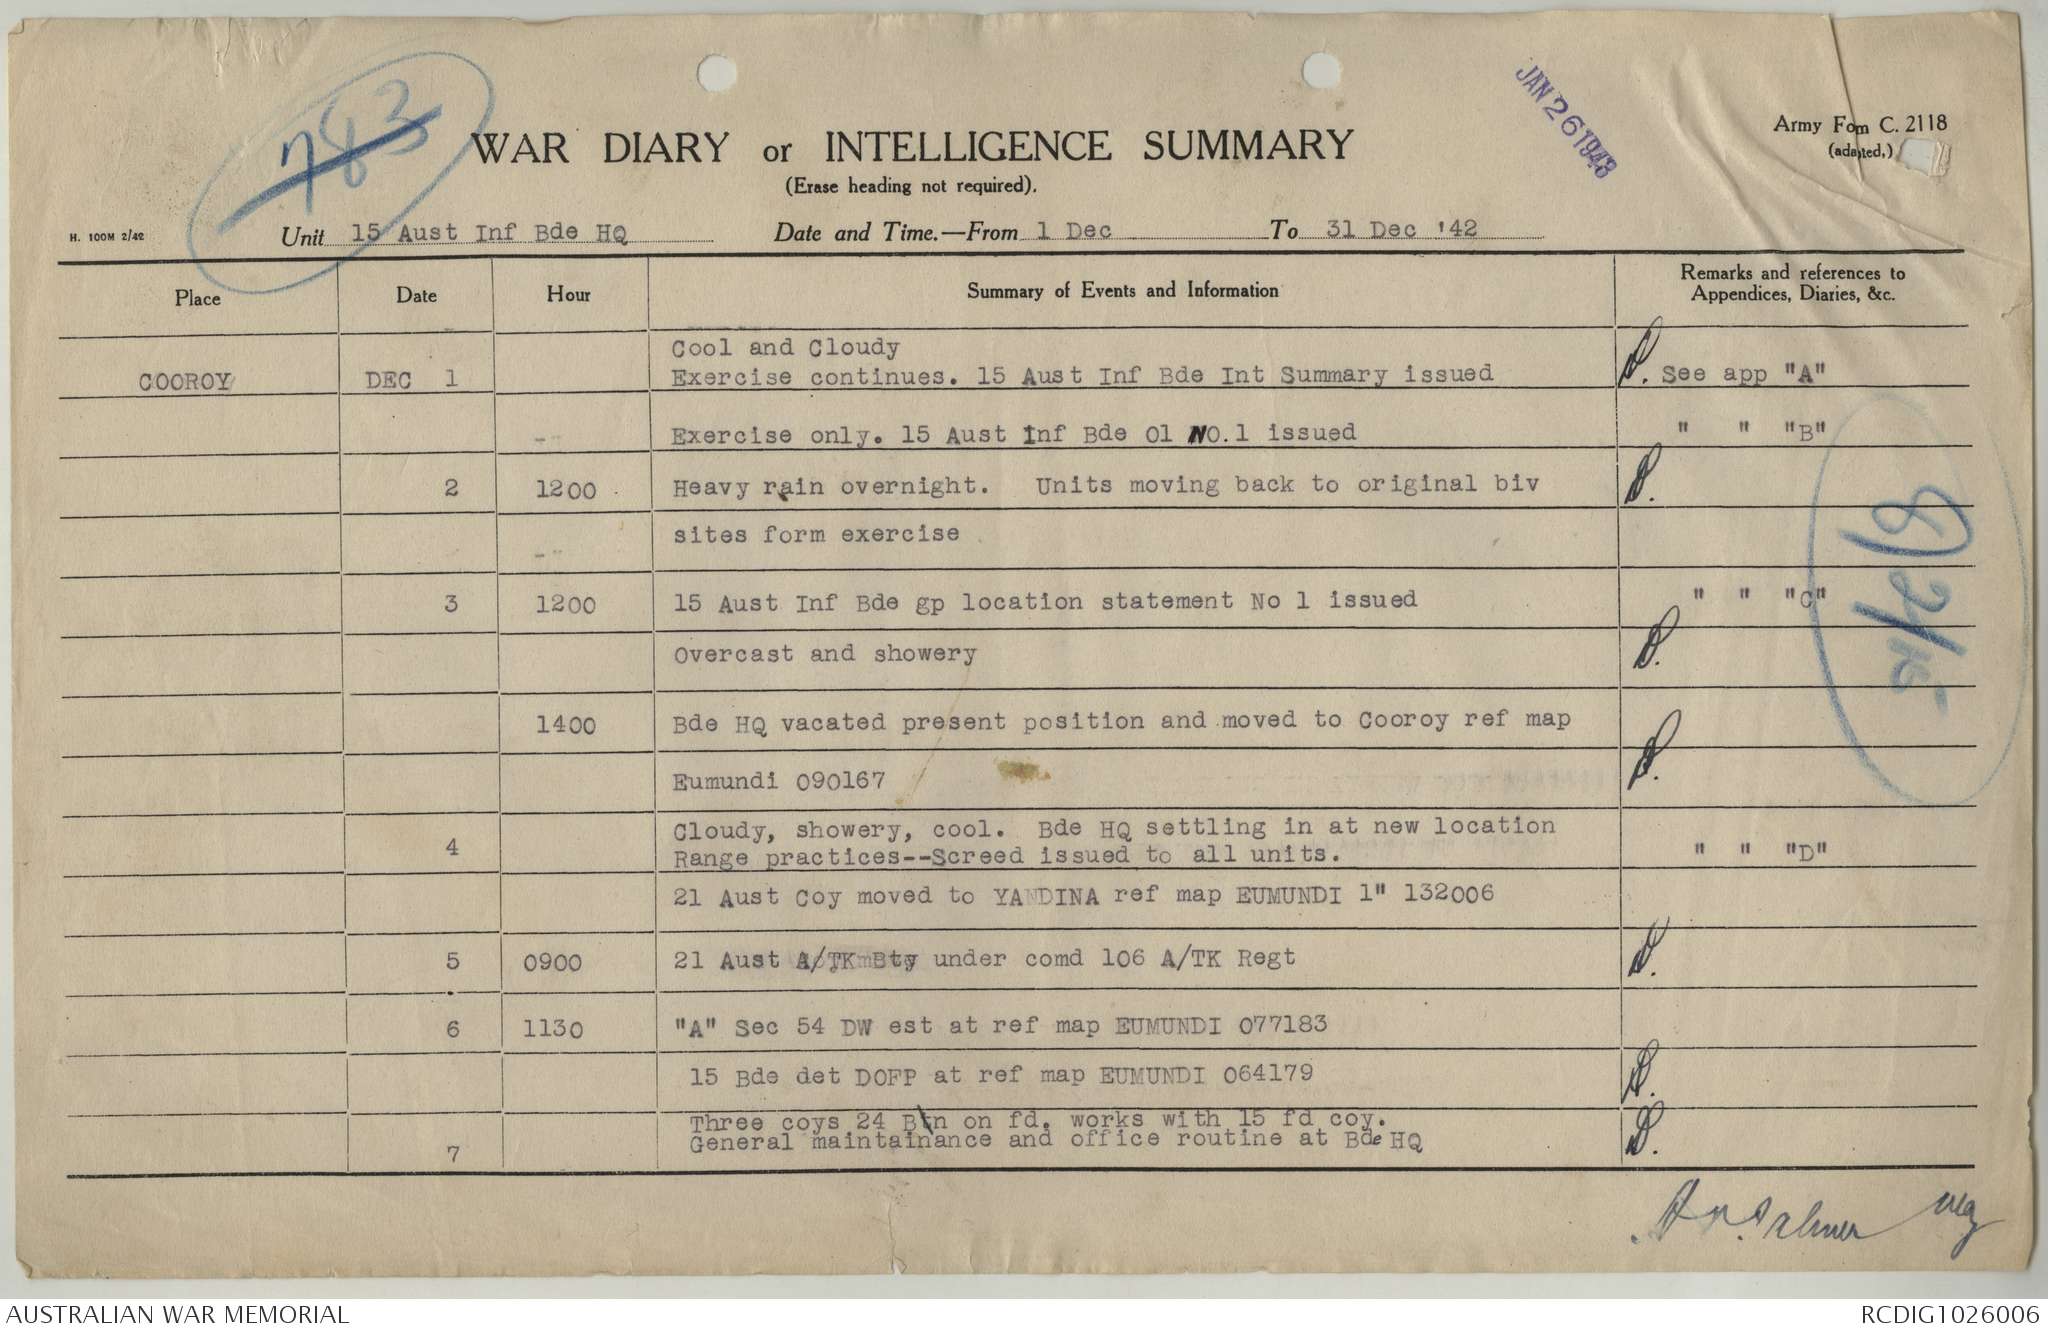 783
JAN 26 1943
WAR DIARY or INTELLIGENCE SUMMARY
(Erase heading not required).
Army Form C. 2118
(adapted.)
H. 100M 2/42
Unit 15 Aust Inf Bde HQ Date and Time.—From 1 Dec To 31 Dec '42
Place Date Hour Summary of Events and Information Remarks and references to
Appendices, Diaries, &c.
Cool and Cloudy
COOROY DEC 1 Exercise continues. 15 Aust Inf Bde Int Summary issued See app "A"
Exercise only. 15 Aust Inf Bde O1 NO.1 issued " " "B"
2 1200 Heavy rain overnight. Units moving back to original biv
sites form exercise
3 1200 15 Aust Inf Bde gp location statement No 1 issued " " "C"
Overcast and showery
1400 Bde HQ vacated present position and moved to Cooroy ref map
Eumundi 090167
Cloudy, showery, cool. Bde HQ settling in at new location
4 Range practices--Screed issued to all units. " " "D"
21 Aust Coy moved to YANDINA ref map EUMUNDI 1" 132006
5 0900 21 Aust A/TK Bty under comd 106 A/TK Regt
6 1130 "A" Sec 54 DW est at ref map EUMUNDI 077183
15 Bde det DOFP at ref map EUMUNDI 064179
Three coys 24 Btn on fd. works with 15 fd coy.
7 General maintainance and office routine at Bde HQ
8/2/15
AUSTRALIAN WAR MEMORIAL
RCDIG1026006